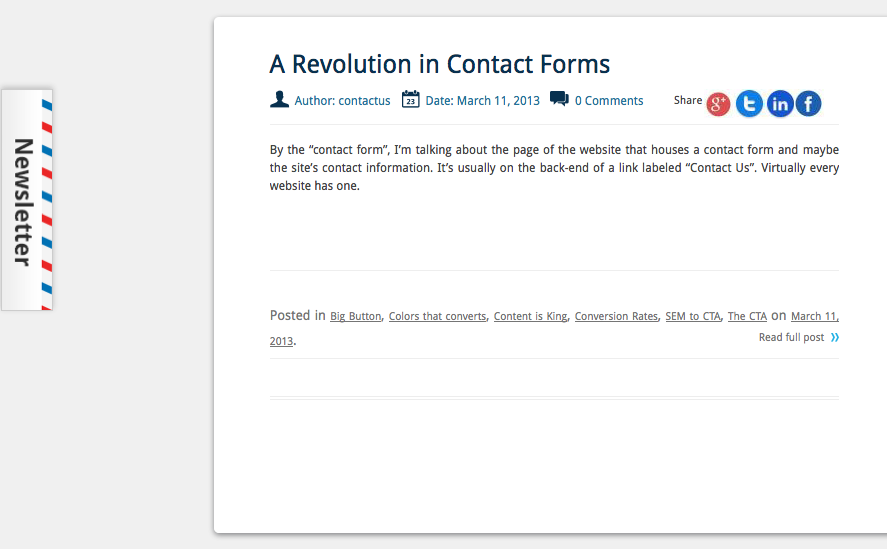 A Revolution in Contact Forms
Author: contactus 23 Date: March 11, 2013 0 Comments Share g+ t in f
By the “contact form”, I’m talking about the page of the website that houses a contact form and maybe
the site’s contact information. It’s usually on the back-end of a link labeled “Contact Us”. Virtually every
website has one.
Newsletter
Posted in Big Button, Colors that converts, Content is King, Conversion Rates, SEM to CTA, The CTA on March 11,
2013.
Read full post »